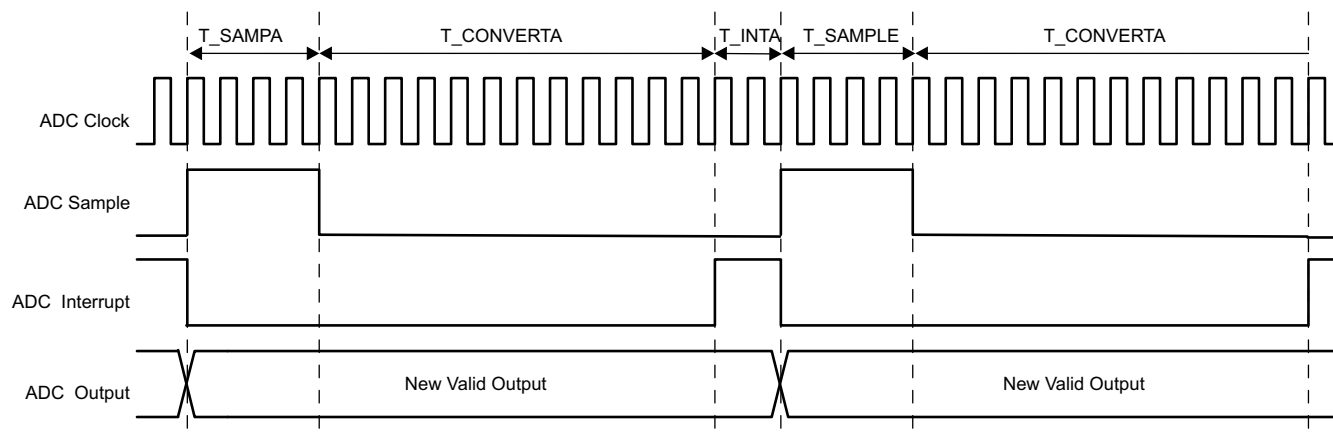 T_SAMPA T_CONVERTA T_INTA T_SAMPLE T_CONVERTA
ADC Clock
ADC Sample
ADC Interrupt
ADC Output New Valid Output New Valid Output